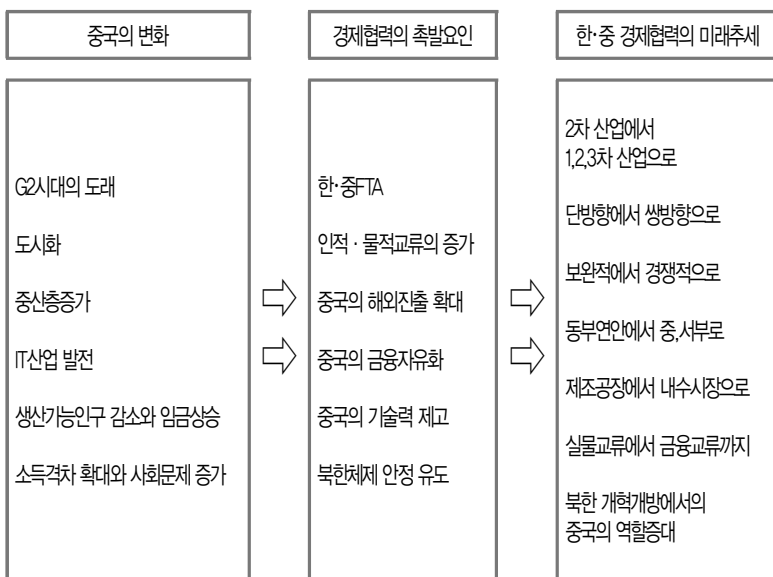 중국의 변화
경제협력의 촉발요인
한·중 경제협력의 미래추세
G2시대의 도래
도시화
중산층증가
IT산업 발전
생산가능인구 감소와 임금상승
소득격차 확대와 사회문제 증가
한·중FTA
인적·물적교류의 증가
중국의 해외진출 확대
중국의 금융자유화
중국의 기술력 제고
북한체제 안정 유도
2차 산업에서
1,2,3차 산업으로
단방향에서 쌍방향으로
보완적에서 경쟁적으로
동부연안에서 중,서부로
제조공장에서 내수시장으로
실물교류에서 금융교류까지
북한 개혁개방에서의
중국의 역할증대